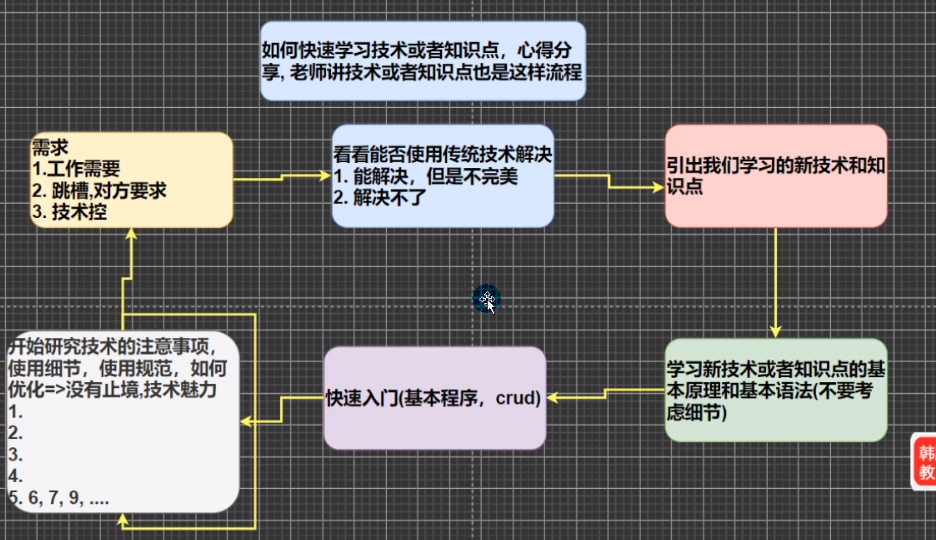 如何快速学习技术或者知识点，心得分
享, 老师讲技术或者知识点也是这样流程
需求
1.工作需要
2. 跳槽,对方要求
3. 技术控
看看能否使用传统技术解决
1. 能解决，但是不完美
2. 解决不了
引出我们学习的新技术和知
识点
学习新技术或者知识点的基
本原理和基本语法(不要考
虑细节)
快速入门(基本程序，crud)
开始研究技术的注意事项，
使用细节，使用规范，如何
优化=>没有止境,技术魅力
1.
2.
3.
4.
5. 6, 7, 9, ....
韩
教